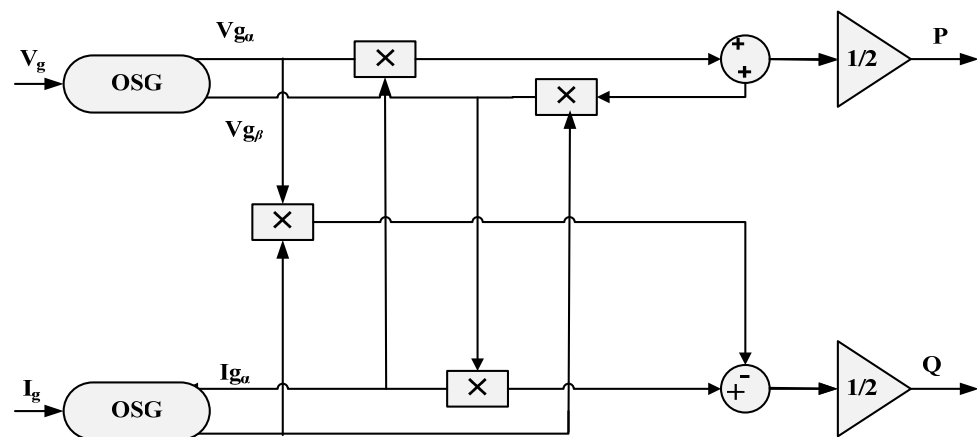 Vgα
Vg
OSG
×
+
+
1/2
P
×
Vgβ
×
Igα
Ig
OSG
×
-
+
1/2
Q